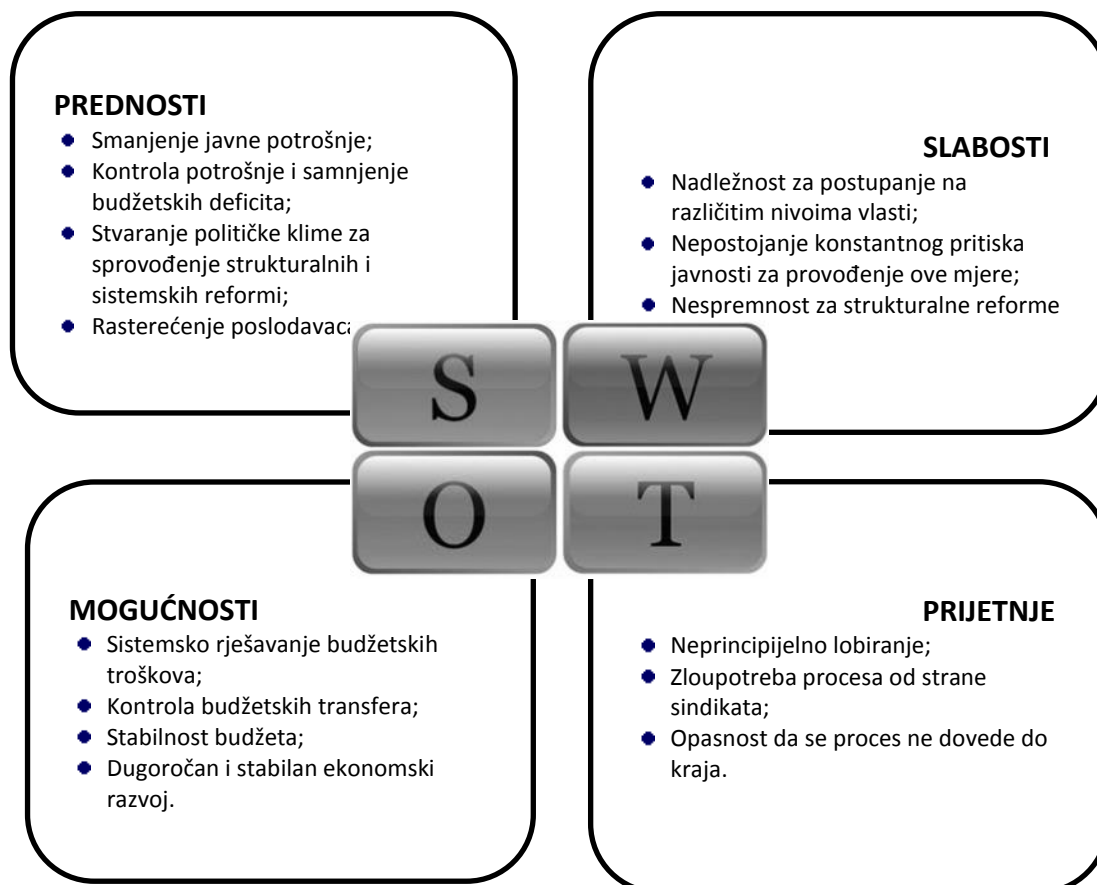 PREDNOSTI
Smanjenje javne potrošnje;
Kontrola potrošnje i samnjenje
budžetskih deficita;
Stvaranje političke klime za
sprovođenje strukturalnih i
sistemskih reformi;
Rasterećenje poslodavaca
SLABOSTI
Nadležnost za postupanje na
različitim nivoima vlasti;
Nepostojanje konstantnog pritiska
javnosti za provođenje ove mjere;
Nespremnost za strukturalne reforme
S W
O T
MOGUĆNOSTI
Sistemsko rješavanje budžetskih
troškova;
Kontrola budžetskih transfera;
Stabilnost budžeta;
Dugoročan i stabilan ekonomski
razvoj.
PRIJETNJE
Neprincipijelno lobiranje;
Zloupotreba procesa od strane
sindikata;
Opasnost da se proces ne dovede do
kraja.